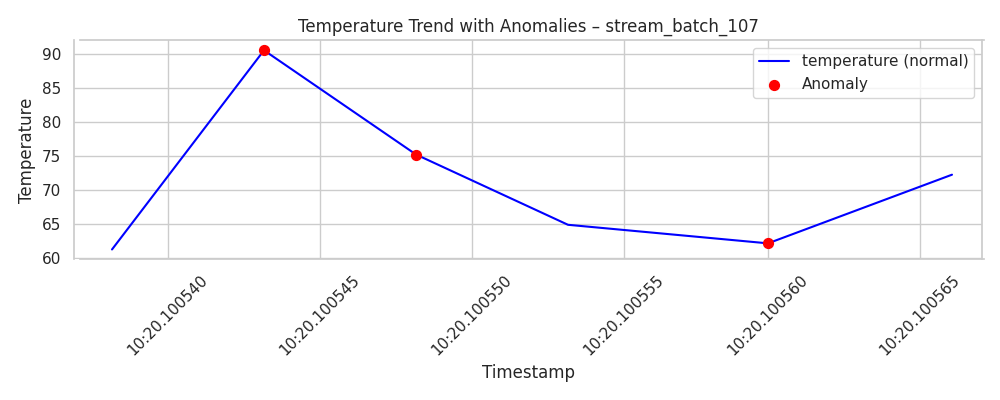 Temperature Trend with Anomalies – stream_batch_107
temperature (normal)
Anomaly
Temperature
90
85
80
75
70
65
60
10:20.100540
10:20.100545
10:20.100550
10:20.100555
10:20.100560
10:20.100565
Timestamp